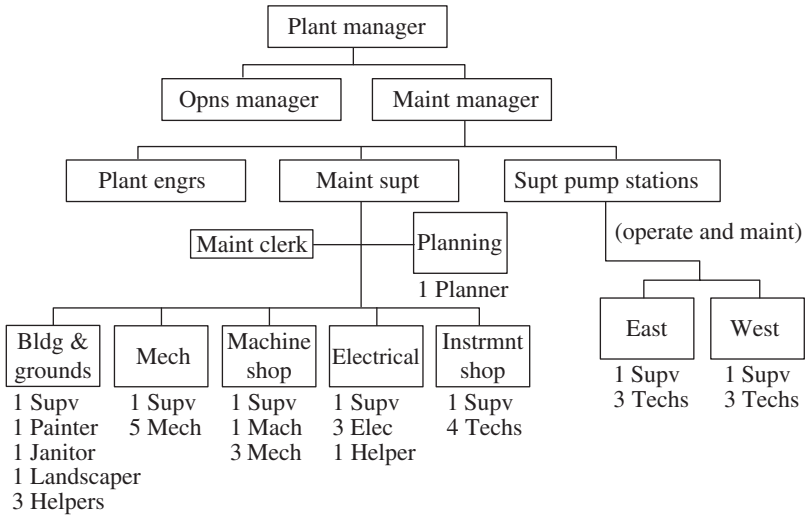 Plant manager
Opns manager
Maint manager
Plant engrs
Maint supt
Supt pump stations
Maint clerk
Planning
(operate and maint)
1 Planner
Bldg &
grounds
1 Supv
1 Painter
1 Janitor
1 Landscaper
3 Helpers
Mech
1 Supv
5 Mech
Machine
shop
1 Supv
1 Mach
3 Mech
Electrical
1 Supv
3 Elec
1 Helper
Instrmnt
shop
1 Supv
4 Techs
East
1 Supv
3 Techs
West
1 Supv
3 Techs